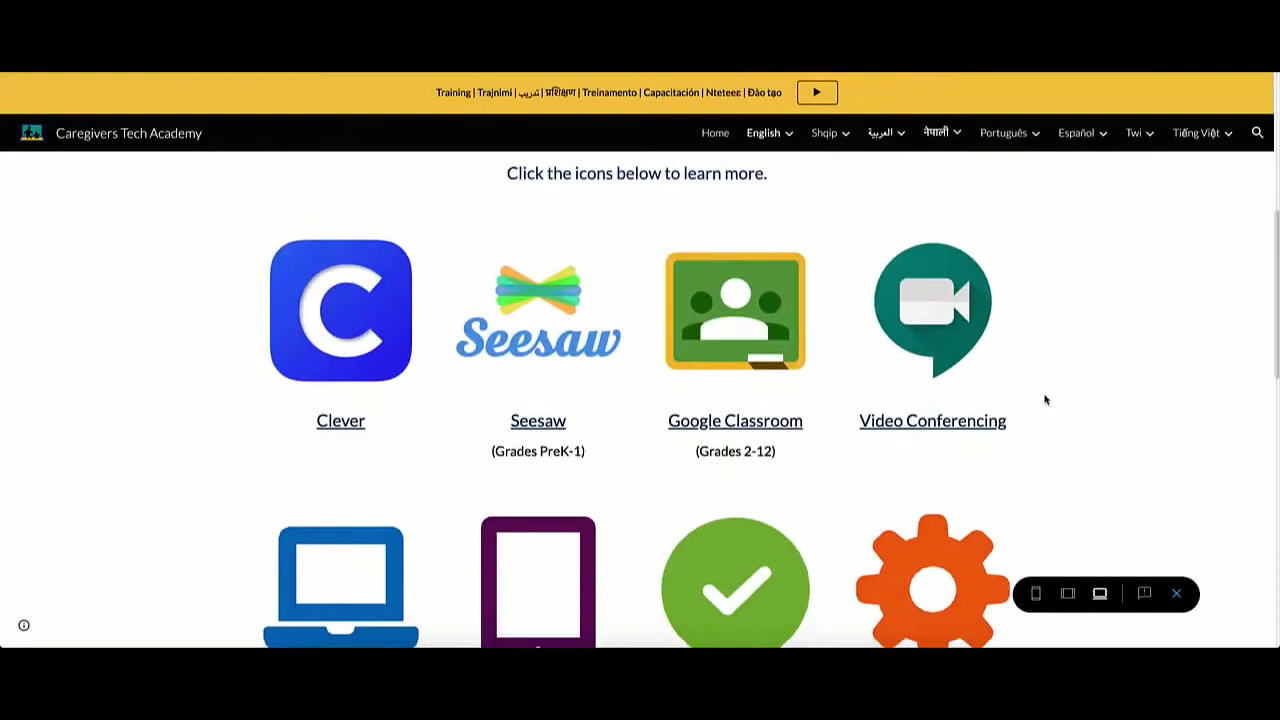 Training | Trajnimi | تدريب | प्रशिक्षण | Treinamento | Capacitación | Nteteeɛ | Đào tạo
Caregivers Tech Academy
Home English Shqip العربية नेपाली Português Español Twi Tiếng Việt
Click the icons below to learn more.
C
Seesaw
Clever Seesaw Google Classroom Video Conferencing
(Grades PreK-1) (Grades 2-12)